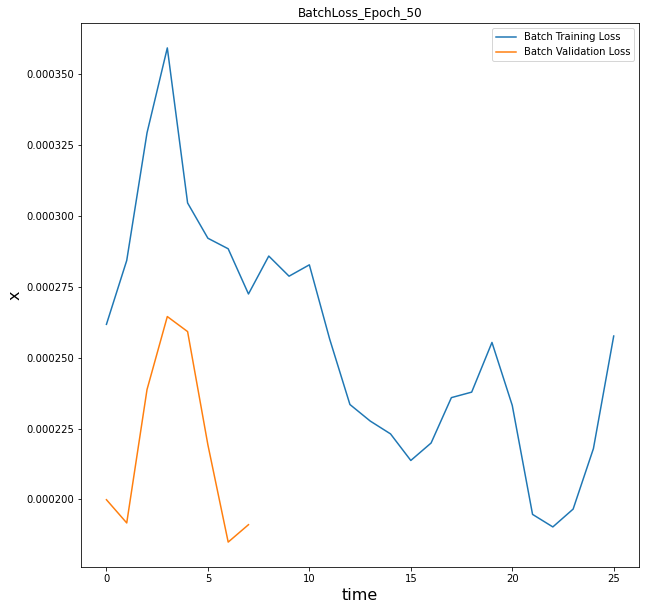 BatchLoss_Epoch_50
Batch Training Loss
Batch Validation Loss
0.000350
0.000325
0.000300
0.000275
0.000250
0.000225
0.000200
x
0 5 10 15 20 25
time